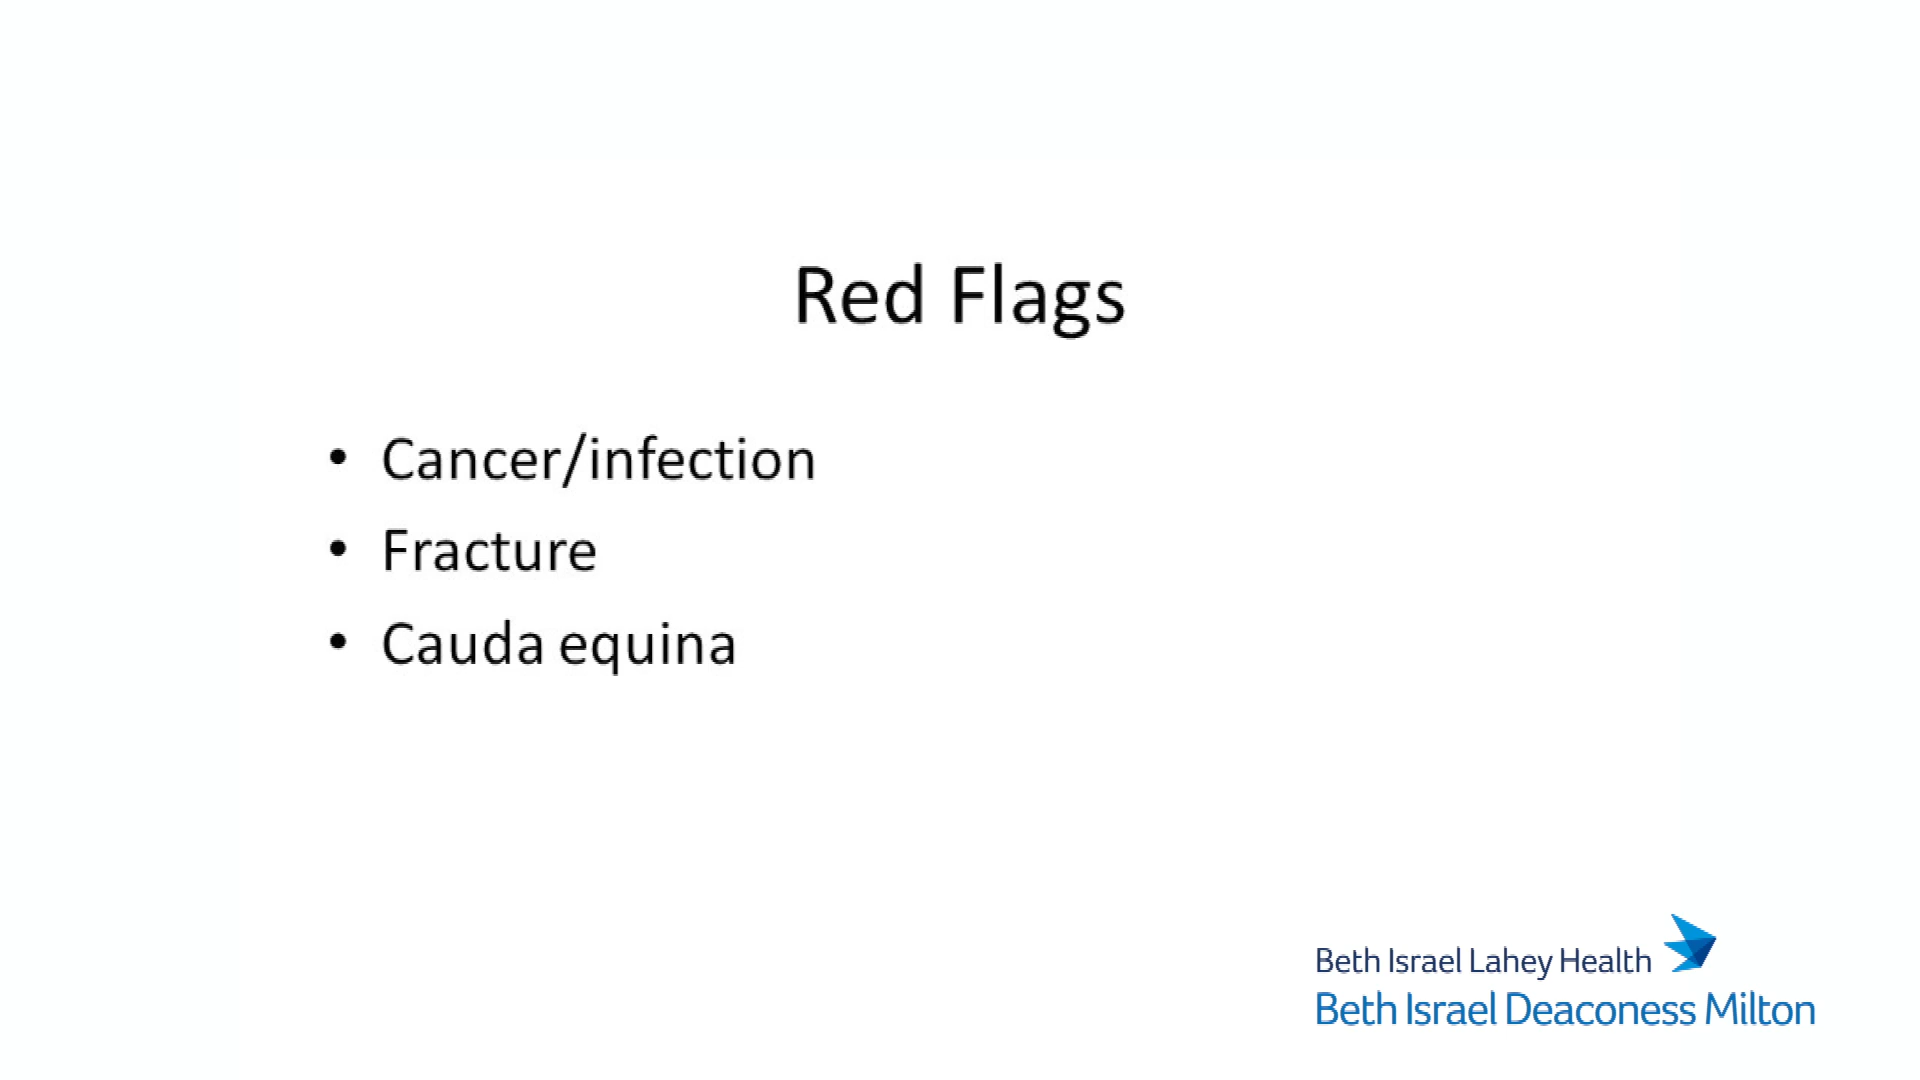 Red Flags
• Cancer/infection
• Fracture
• Cauda equina
Beth Israel Lahey Health
Beth Israel Deaconess Milton